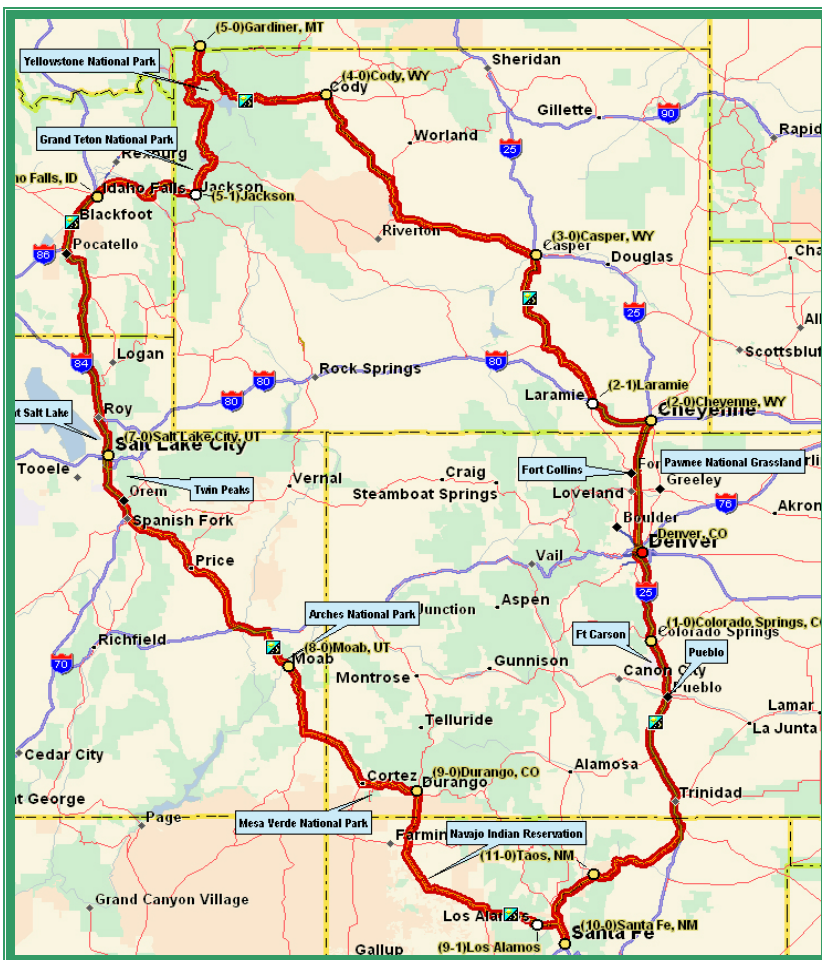 (5-0)Gardiner, MT
Yellowstone National Park
(4-0)Cody, WY
Cody
Sheridan
Gillette
90
Rapid
Worland
25
Grand Teton National Park
Rexburg
o Falls, ID
Idaho Falls
Jackson
(5-1)Jackson
Blackfoot
Riverton
(3-0)Casper, WY
Casper
Pocatello
86
Douglas
Cha
25
Logan
84
80
Rock Springs
80
Scottsbluf
Al
Laramie
(2-1)Laramie
(2-0)Cheyenne, WY
Cheyenne
80
Roy
t Salt Lake
(7-0)Salt Lake City, UT
Salt Lake City
Tooele
Twin Peaks
Orem
Vernal
Craig
Steamboat Springs
Fort Collins
For
Pawnee National Grassland
Loveland
Greeley
76
Akron
Spanish Fork
Boulder
Denver, CO
Denver
Price
Vail
25
Arches National Park
Junction
Aspen
(1-0)Colorado Springs, CO
Colorado Springs
Ft Carson
Richfield
70
(8-0)Moab, UT
Moab
Montrose
Gunnison
Canon City
Pueblo
Pueblo
Lamar
La Junta
Telluride
Cedar City
Cortez
(9-0)Durango, CO
Durango
Alamosa
Trinidad
nt George
Page
Mesa Verde National Park
Farmin
Navajo Indian Reservation
(11-0)Taos, NM
Grand Canyon Village
Los Alamos
(10-0)Santa Fe, NM
Santa Fe
(9-1)Los Alamos
Gallup